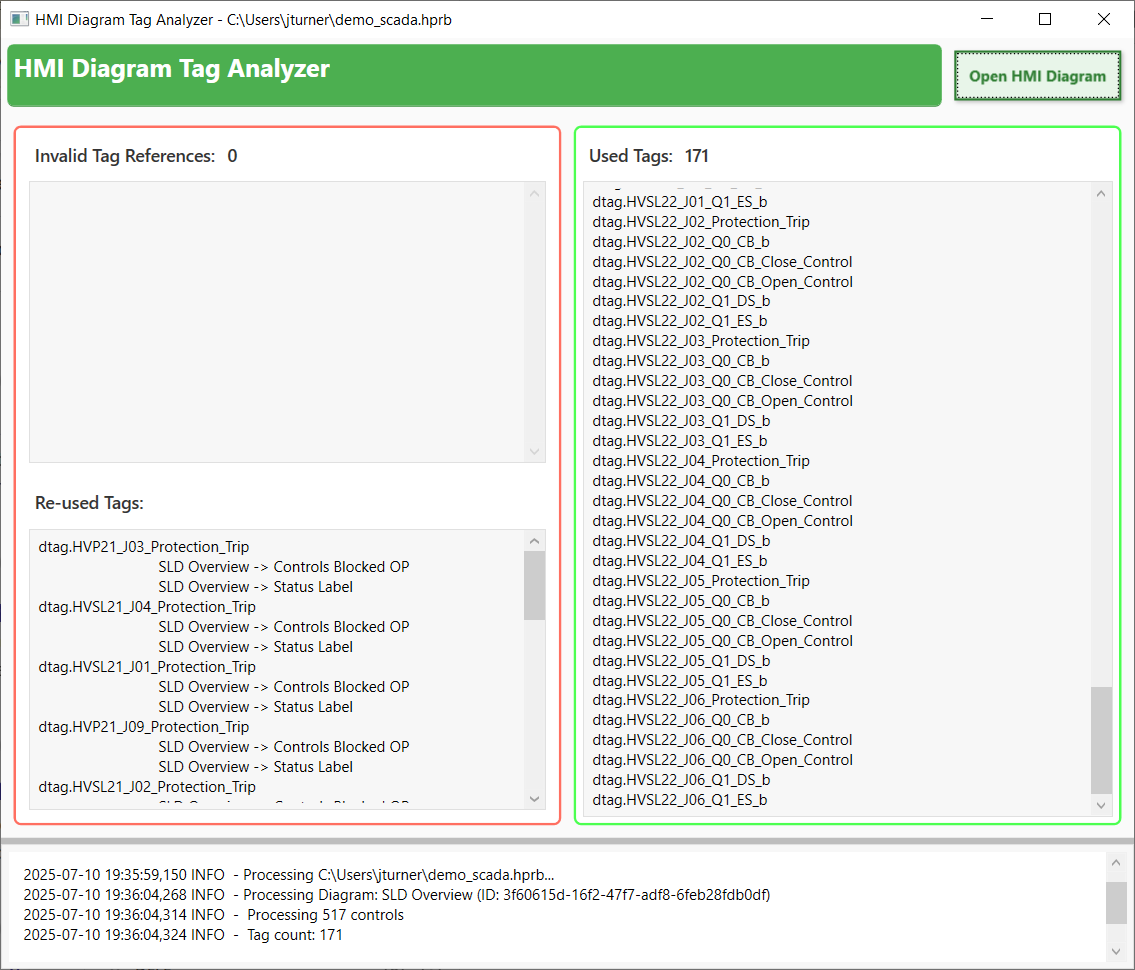 HMI Diagram Tag Analyzer - C:\Users\jturner\demo_scada.hprb
HMI Diagram Tag Analyzer
Open HMI Diagram
Invalid Tag References: 0
Re-used Tags:
dtag.HVP21_J03_Protection_Trip
SLD Overview -> Controls Blocked OP
SLD Overview -> Status Label
dtag.HVSL21_J04_Protection_Trip
SLD Overview -> Controls Blocked OP
SLD Overview -> Status Label
dtag.HVSL21_J01_Protection_Trip
SLD Overview -> Controls Blocked OP
SLD Overview -> Status Label
dtag.HVP21_J09_Protection_Trip
SLD Overview -> Controls Blocked OP
SLD Overview -> Status Label
dtag.HVSL21_J02_Protection_Trip
Used Tags: 171
dtag.HVSL22_J01_Q1_ES_b
dtag.HVSL22_J02_Protection_Trip
dtag.HVSL22_J02_Q0_CB_b
dtag.HVSL22_J02_Q0_CB_Close_Control
dtag.HVSL22_J02_Q0_CB_Open_Control
dtag.HVSL22_J02_Q1_DS_b
dtag.HVSL22_J02_Q1_ES_b
dtag.HVSL22_J03_Protection_Trip
dtag.HVSL22_J03_Q0_CB_b
dtag.HVSL22_J03_Q0_CB_Close_Control
dtag.HVSL22_J03_Q0_CB_Open_Control
dtag.HVSL22_J03_Q1_DS_b
dtag.HVSL22_J03_Q1_ES_b
dtag.HVSL22_J04_Protection_Trip
dtag.HVSL22_J04_Q0_CB_b
dtag.HVSL22_J04_Q0_CB_Close_Control
dtag.HVSL22_J04_Q0_CB_Open_Control
dtag.HVSL22_J04_Q1_DS_b
dtag.HVSL22_J04_Q1_ES_b
dtag.HVSL22_J05_Protection_Trip
dtag.HVSL22_J05_Q0_CB_b
dtag.HVSL22_J05_Q0_CB_Close_Control
dtag.HVSL22_J05_Q0_CB_Open_Control
dtag.HVSL22_J05_Q1_DS_b
dtag.HVSL22_J05_Q1_ES_b
dtag.HVSL22_J06_Protection_Trip
dtag.HVSL22_J06_Q0_CB_b
dtag.HVSL22_J06_Q0_CB_Close_Control
dtag.HVSL22_J06_Q0_CB_Open_Control
dtag.HVSL22_J06_Q1_DS_b
dtag.HVSL22_J06_Q1_ES_b
2025-07-10 19:35:59,150 INFO - Processing C:\Users\jturner\demo_scada.hprb...
2025-07-10 19:36:04,268 INFO - Processing Diagram: SLD Overview (ID: 3f60615d-16f2-47f7-adf8-6feb28fdb0df)
2025-07-10 19:36:04,314 INFO - Processing 517 controls
2025-07-10 19:36:04,324 INFO - Tag count: 171